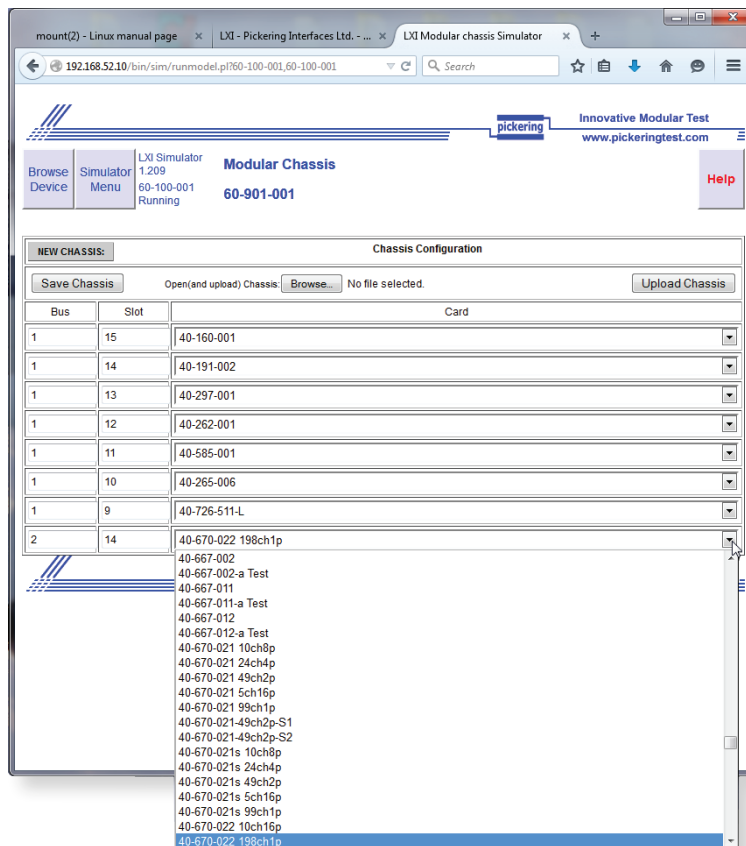 mount(2) - Linux manual page × LXI - Pickering Interfaces Ltd. - ... × LXI Modular chassis Simulator × +
192.168.52.10/bin/sim/runmodel.pl?60-100-001,60-100-001 Search
pickering
Innovative Modular Test
www.pickeringtest.com
Browse Device
Simulator Menu
LXI Simulator
1.209
60-100-001
Running
Modular Chassis
60-901-001
Help
NEW CHASSIS: Chassis Configuration
Save Chassis Open(and upload) Chassis: Browse... No file selected. Upload Chassis
Bus Slot Card
1 15 40-160-001
1 14 40-191-002
1 13 40-297-001
1 12 40-262-001
1 11 40-585-001
1 10 40-265-006
1 9 40-726-511-L
2 14 40-670-022 198ch1p
40-667-002
40-667-002-a Test
40-667-011
40-667-011-a Test
40-667-012
40-667-012-a Test
40-670-021 10ch8p
40-670-021 24ch4p
40-670-021 49ch2p
40-670-021 5ch16p
40-670-021 99ch1p
40-670-021-49ch2p-S1
40-670-021-49ch2p-S2
40-670-021s 10ch8p
40-670-021s 24ch4p
40-670-021s 49ch2p
40-670-021s 5ch16p
40-670-021s 99ch1p
40-670-022 10ch16p
40-670-022 198ch1p